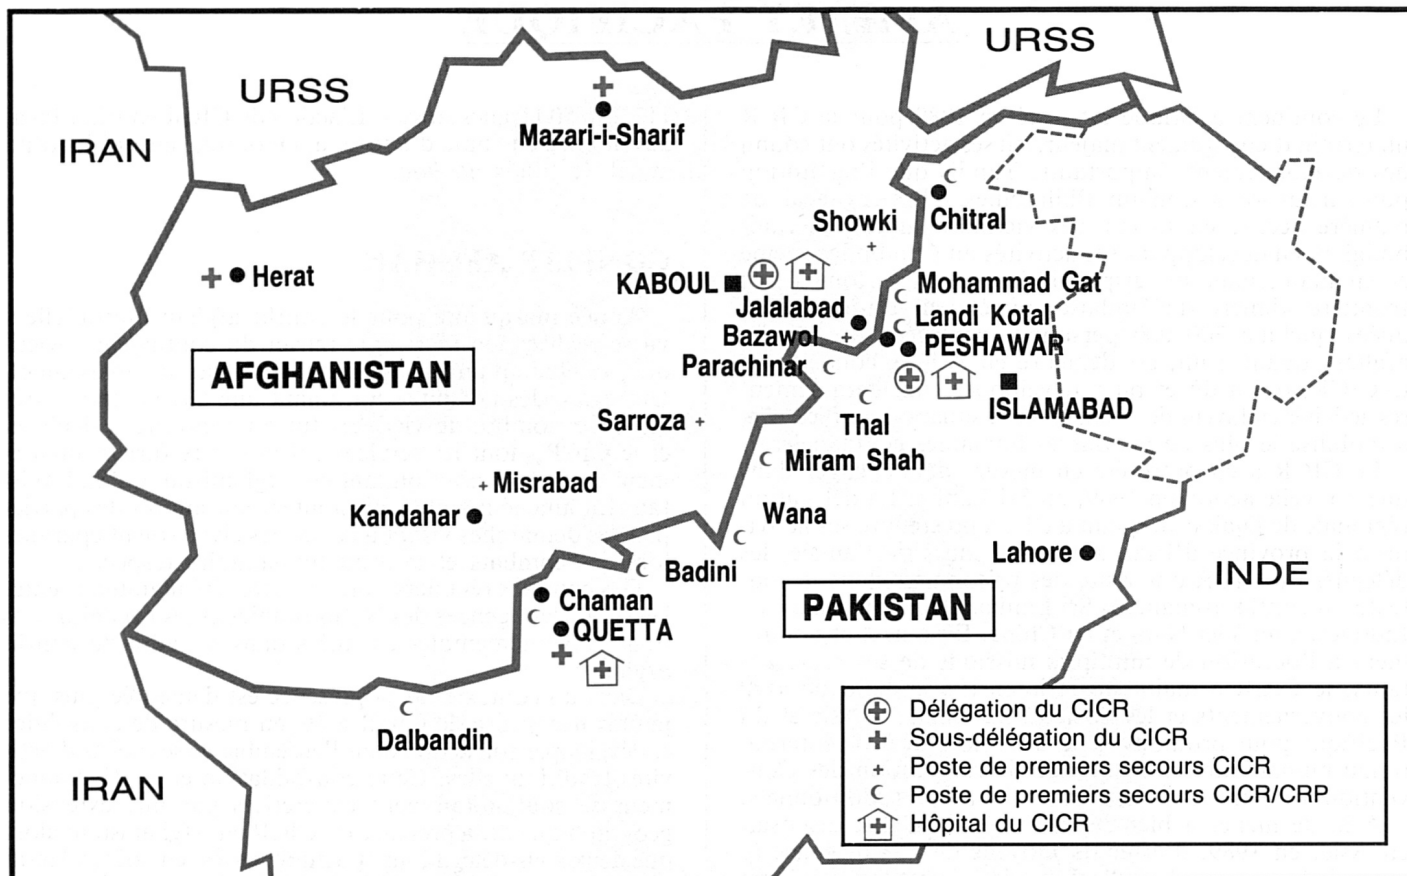 URSS
URSS
IRAN
Mazari-i-Sharif
Showki
Chitral
Herat
KABOUL
Mohammad Gat
Jalalabad
Landi Kotal
Bazawol
PESHAWAR
Parachinar
AFGHANISTAN
ISLAMABAD
Sarroza
Thal
Miram Shah
Misrabad
Kandahar
Wana
Lahore
Badini
INDE
Chaman
PAKISTAN
QUETTA
Dalbandin
IRAN
Délégation du CICR
Sous-délégation du CICR
Poste de premiers secours CICR
Poste de premiers secours CICR/CRP
Hôpital du CICR